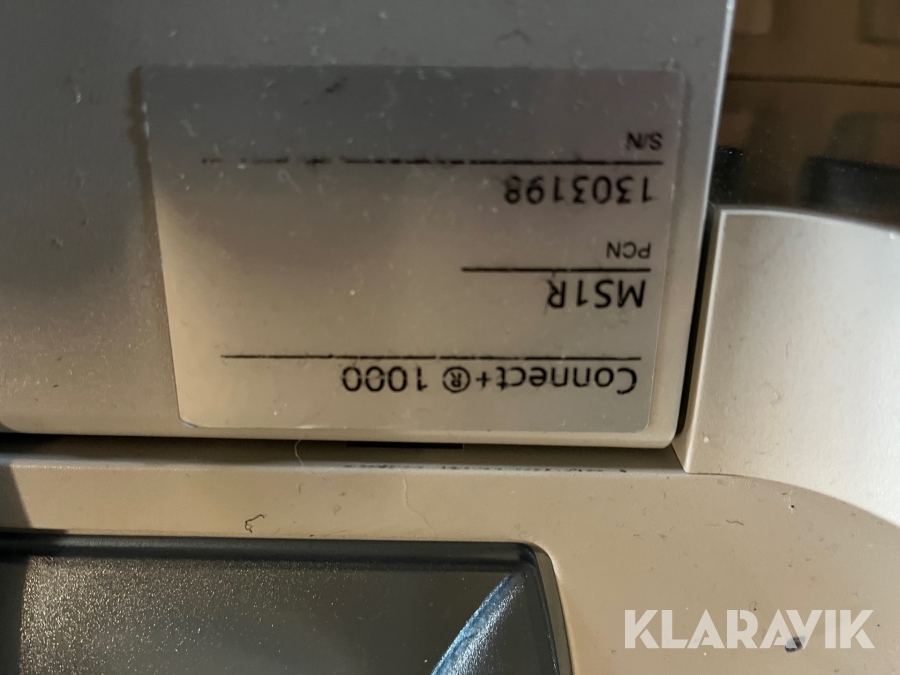 Connect+® 1000
MS1R
PCN
1303198
S/N
KLARAVIK